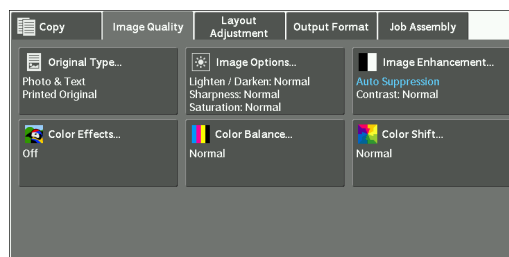 Copy
Image Quality
Layout
Adjustment
Output Format
Job Assembly
Original Type...
Photo & Text
Printed Original
Image Options...
Lighten / Darken: Normal
Sharpness: Normal
Saturation: Normal
Image Enhancement...
Auto Suppression
Contrast: Normal
Color Effects...
Off
Color Balance...
Normal
Color Shift...
Normal